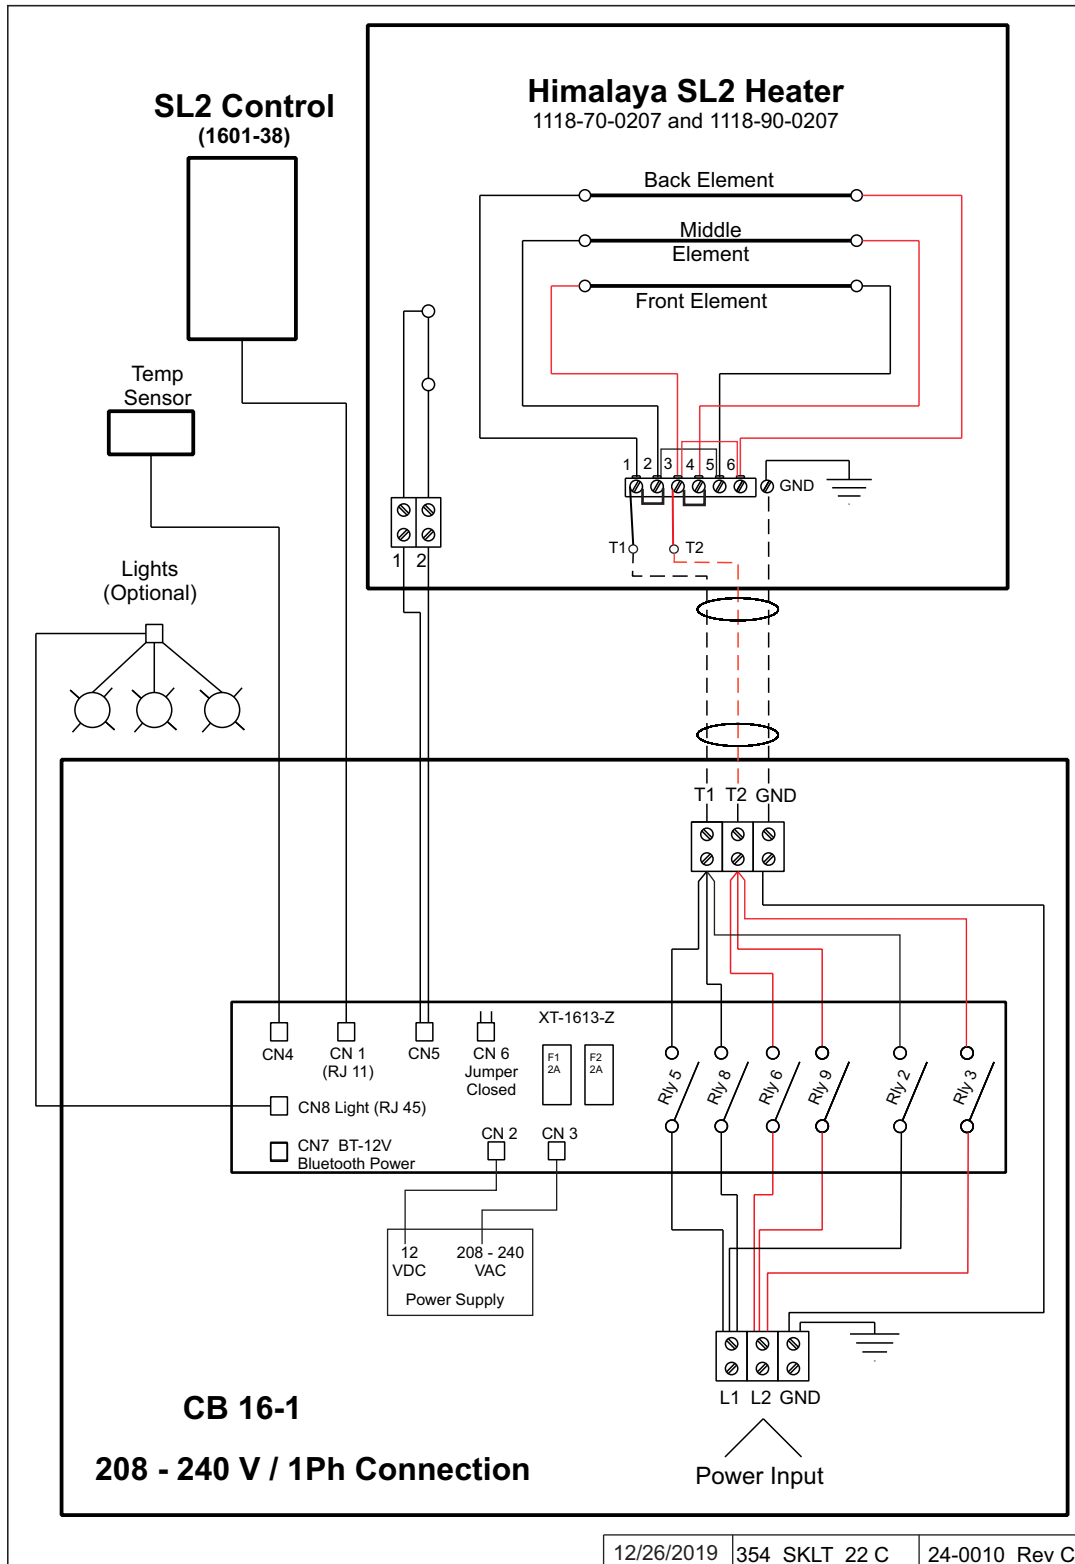 Himalaya SL2 Heater
1118-70-0207 and 1118-90-0207
SL2 Control
(1601-38)
Back Element
Middle
Element
Front Element
Temp
Sensor
1 2 3 4 5 6
GND
T1 T2
1 2
Lights
(Optional)
T1 T2 GND
XT-1613-Z
CN4
CN 1
(RJ 11)
CN5
CN 6
Jumper
Closed
F1
2A
F2
2A
Rly 5
Rly 8
Rly 6
Rly 9
Rly 2
Rly 3
CN8 Light (RJ 45)
CN7 BT-12V
Bluetooth Power
CN 2
CN 3
12
VDC
208 - 240
VAC
Power Supply
L1 L2 GND
Power Input
CB 16-1
208 - 240 V / 1Ph Connection
12/26/2019 354 SKLT 22 C 24-0010 Rev C